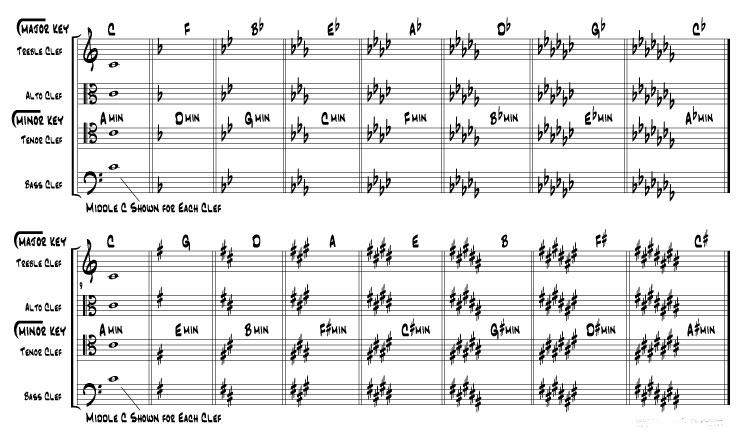 Major Key C F B♭ E♭ A♭ D♭ G♭ C♭
Treble Clef
Alto Clef
Minor Key A min D min G min C min F min B♭ min E♭ min A♭ min
Tenor Clef
Bass Clef
Middle C Shown for Each Clef
Major Key C G D A E B F# C#
Treble Clef
9
Alto Clef
Minor Key A min E min B min F# min C# min G# min D# min A# min
Tenor Clef
Bass Clef
Middle C Shown for Each Clef